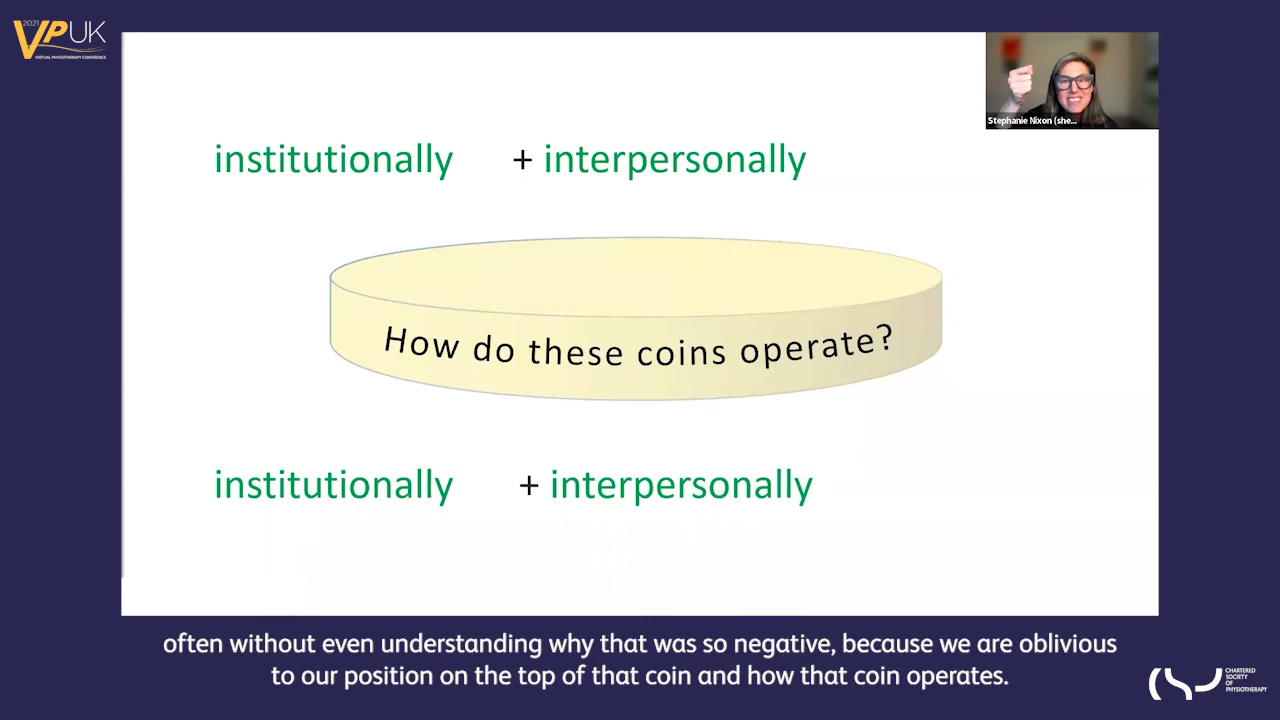 2021
VPUK
VIRTUAL PHYSIOTHERAPY CONFERENCE
Stephanie Nixon (she...
institutionally + interpersonally
How do these coins operate?
institutionally + interpersonally
often without even understanding why that was so negative, because we are oblivious
to our position on the top of that coin and how that coin operates.
CHARTERED
SOCIETY
OF
PHYSIOTHERAPY